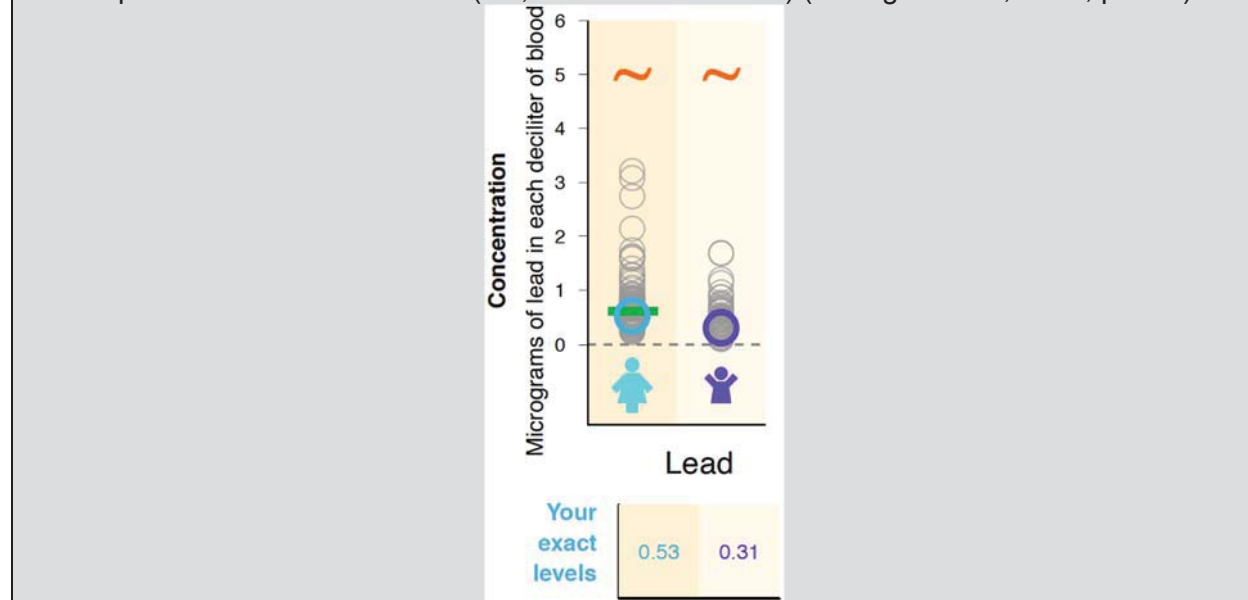 6
5
4
3
2
1
0
Concentration
Micrograms of lead in each deciliter of blood
Lead
Your
exact
levels
0.53 0.31